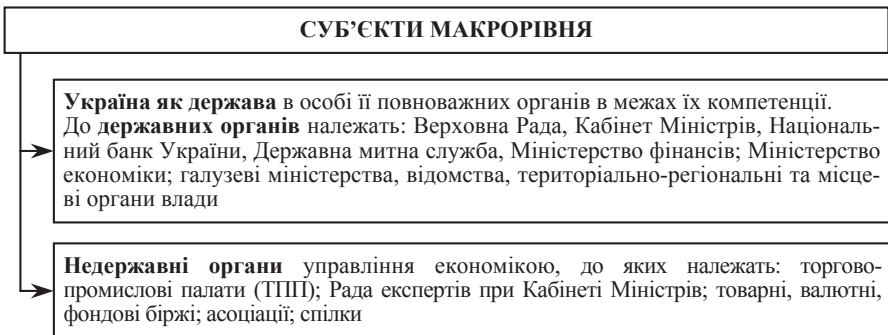 СУБ’ЄКТИ МАКРОРІВНЯ
Україна як держава в особі її повноважних органів в межах їх компетенції.
До державних органів належать: Верховна Рада, Кабінет Міністрів, Національ-
ний банк України, Державна митна служба, Міністерство фінансів; Міністерство
економіки; галузеві міністерства, відомства, територіально-регіональні та місце-
ві органи влади
Недержавні органи управління економікою, до яких належать: торгово-
промислові палати (ТПП); Рада експертів при Кабінеті Міністрів; товарні, валютні,
фондові біржі; асоціації; спілки